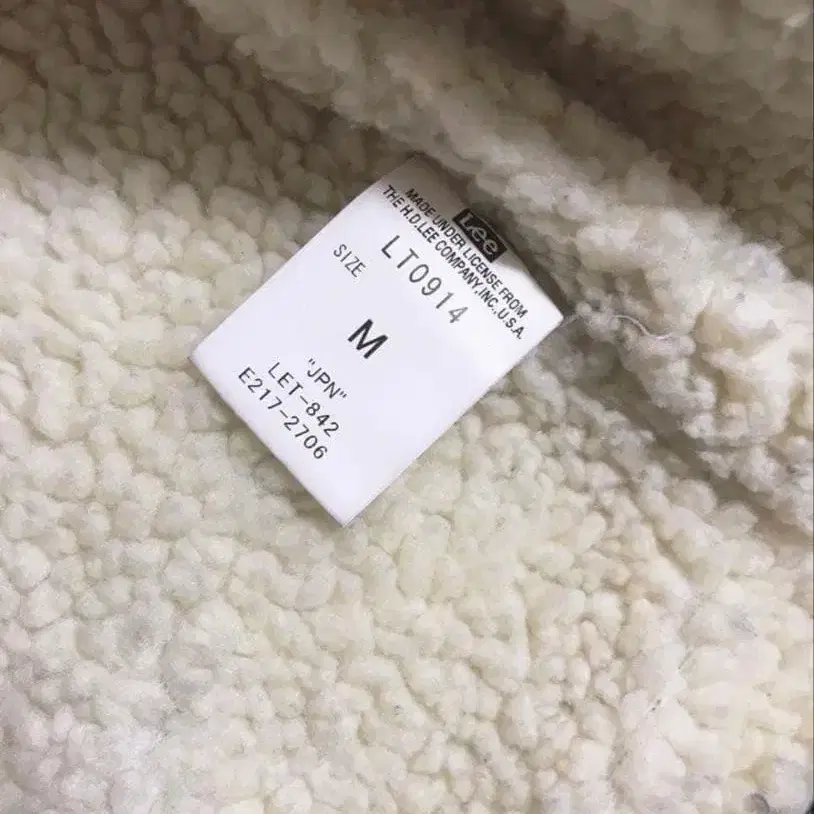 Lee
MADE UNDER LICENSE FROM
THE H.D.LEE COMPANY,INC.,U.S.A.
LT0914
SIZE
M
"JPN"
LET-842
E217-2706